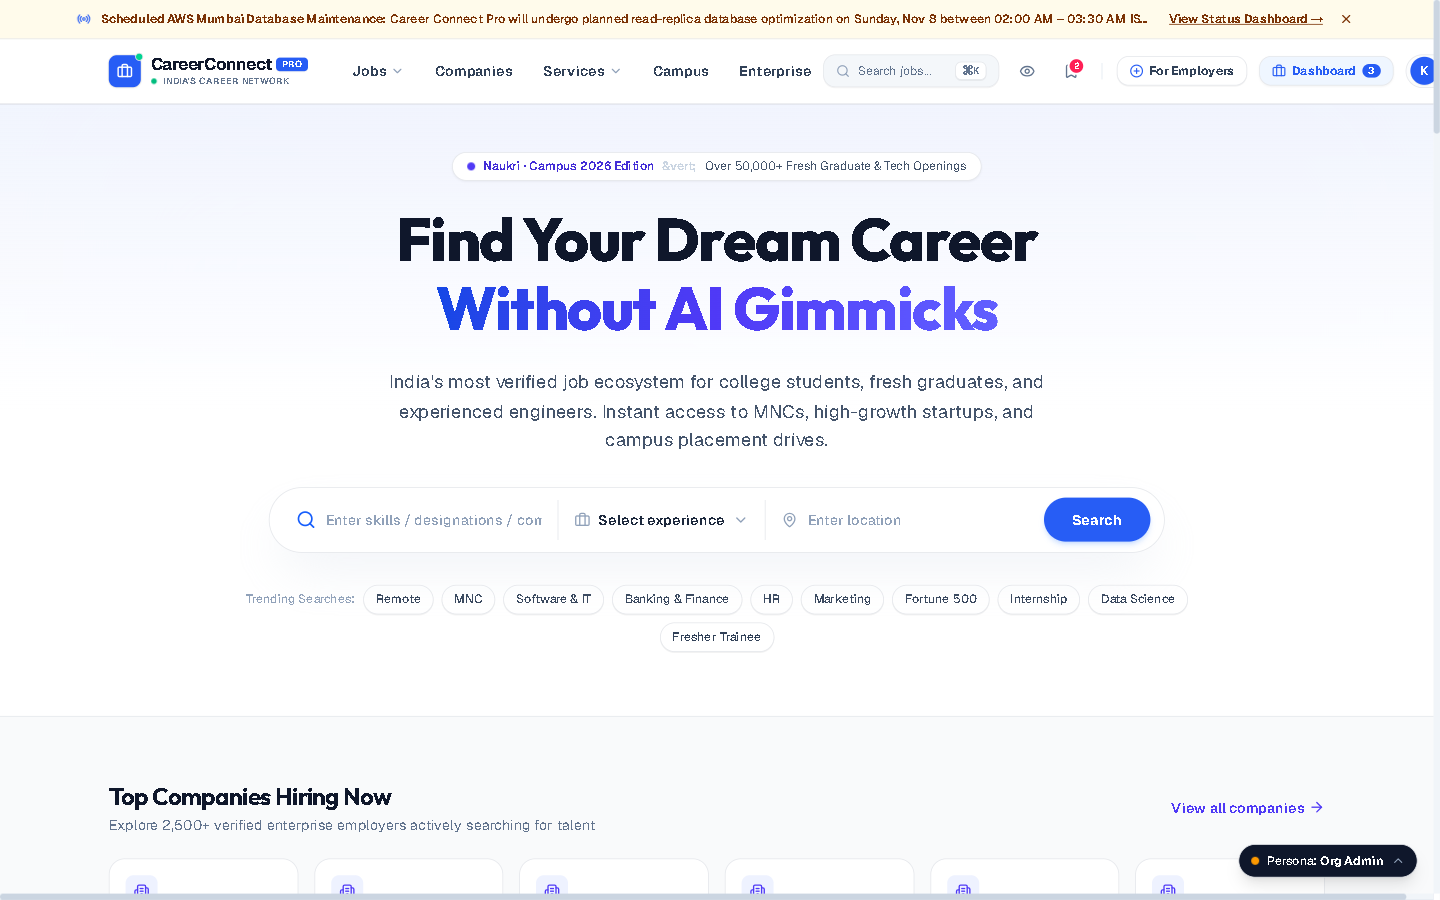 Scheduled AWS Mumbai Database Maintenance: Career Connect Pro will undergo planned read-replica database optimization on Sunday, Nov 8 between 02:00 AM – 03:30 AM IS... View Status Dashboard →
CareerConnect PRO
INDIA'S CAREER NETWORK
Jobs Companies Services Campus Enterprise Search jobs... ⌘K 2 For Employers Dashboard 3 K
Naukri · Campus 2026 Edition &vert; Over 50,000+ Fresh Graduate & Tech Openings
Find Your Dream Career
Without AI Gimmicks
India's most verified job ecosystem for college students, fresh graduates, and
experienced engineers. Instant access to MNCs, high-growth startups, and
campus placement drives.
Enter skills / designations / com Select experience Enter location Search
Trending Searches: Remote MNC Software & IT Banking & Finance HR Marketing Fortune 500 Internship Data Science
Fresher Trainee
Top Companies Hiring Now
Explore 2,500+ verified enterprise employers actively searching for talent
View all companies →
Persona: Org Admin